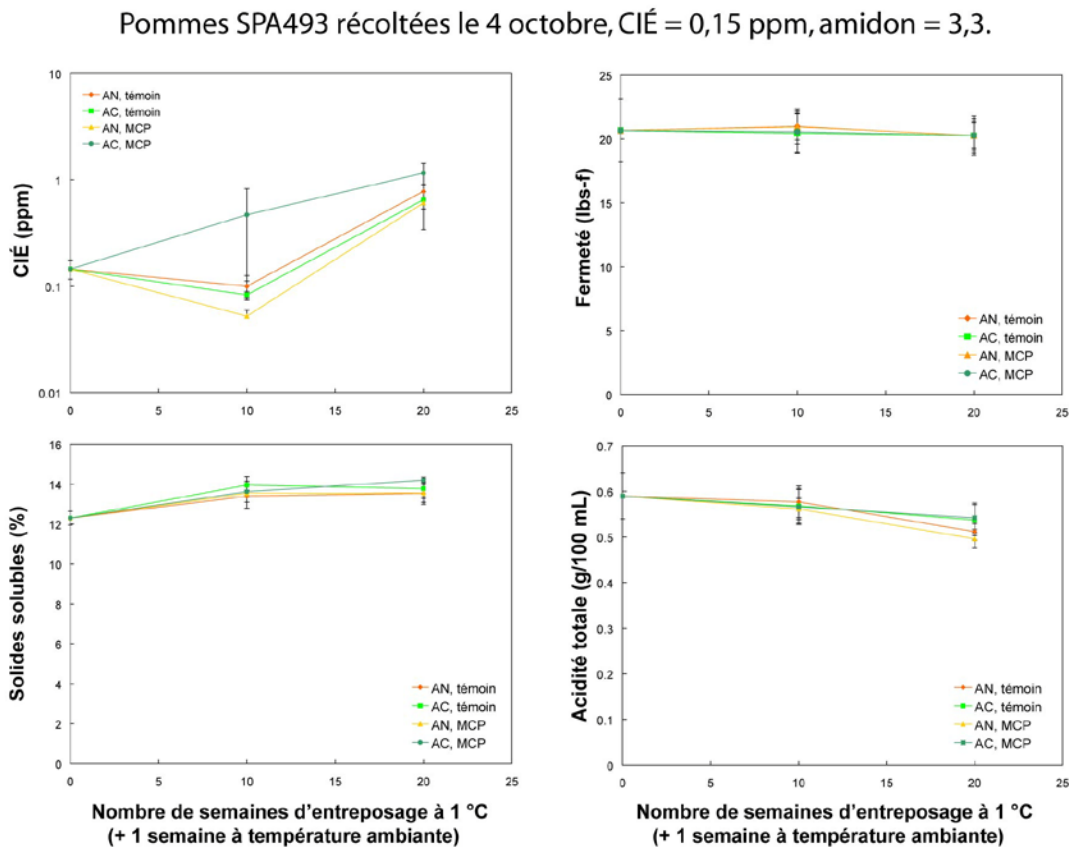 Pommes SPA493 récoltées le 4 octobre, CIÉ = 0,15 ppm, amidon = 3,3.
CIÉ (ppm)
10
1
0.1
0.01
0 5 10 15 20 25
AN, témoin
AC, témoin
AN, MCP
AC, MCP
Fermeté (lbs-f)
25
20
15
10
5
0
0 5 10 15 20 25
AN, témoin
AC, témoin
AN, MCP
AC, MCP
Solides solubles (%)
16
14
12
10
8
6
4
2
0
0 5 10 15 20 25
AN, témoin
AC, témoin
AN, MCP
AC, MCP
Nombre de semaines d'entreposage à 1 °C
(+ 1 semaine à température ambiante)
Acidité totale (g/100 mL)
0.7
0.6
0.5
0.4
0.3
0.2
0.1
0
0 5 10 15 20 25
AN, témoin
AC, témoin
AN, MCP
AC, MCP
Nombre de semaines d'entreposage à 1 °C
(+ 1 semaine à température ambiante)